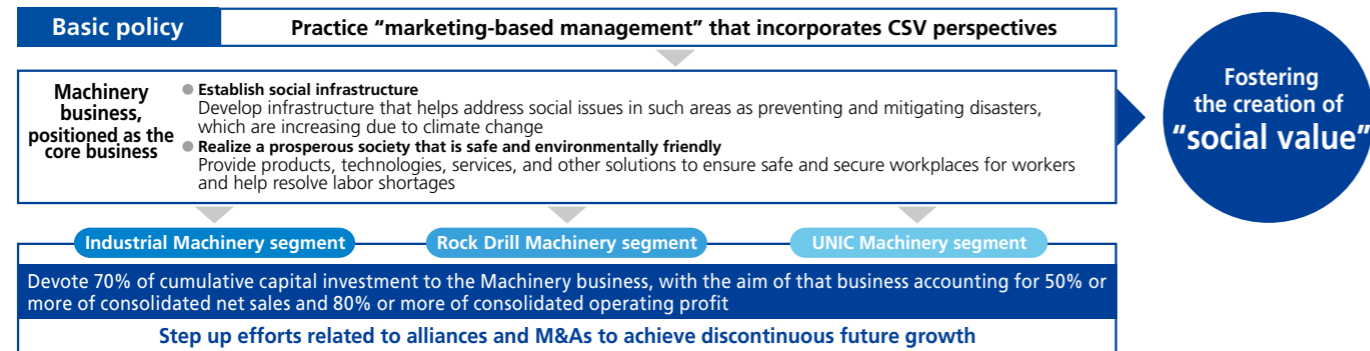 Basic policy
Practice “marketing-based management” that incorporates CSV perspectives
Machinery
business,
positioned as the
core business
● Establish social infrastructure
Develop infrastructure that helps address social issues in such areas as preventing and mitigating disasters,
which are increasing due to climate change
● Realize a prosperous society that is safe and environmentally friendly
Provide products, technologies, services, and other solutions to ensure safe and secure workplaces for workers
and help resolve labor shortages
Fostering
the creation of
“social value”
Industrial Machinery segment
Rock Drill Machinery segment
UNIC Machinery segment
Devote 70% of cumulative capital investment to the Machinery business, with the aim of that business accounting for 50% or
more of consolidated net sales and 80% or more of consolidated operating profit
Step up efforts related to alliances and M&As to achieve discontinuous future growth